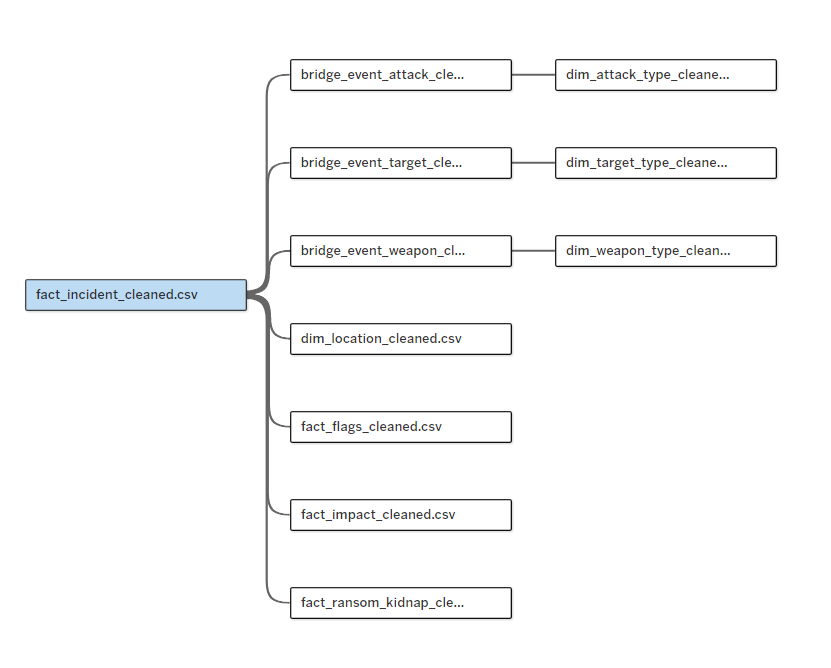 bridge_event_attack_cle...
dim_attack_type_cleane...
bridge_event_target_cle...
dim_target_type_cleane...
bridge_event_weapon_cl...
dim_weapon_type_clean...
fact_incident_cleaned.csv
dim_location_cleaned.csv
fact_flags_cleaned.csv
fact_impact_cleaned.csv
fact_ransom_kidnap_cle...